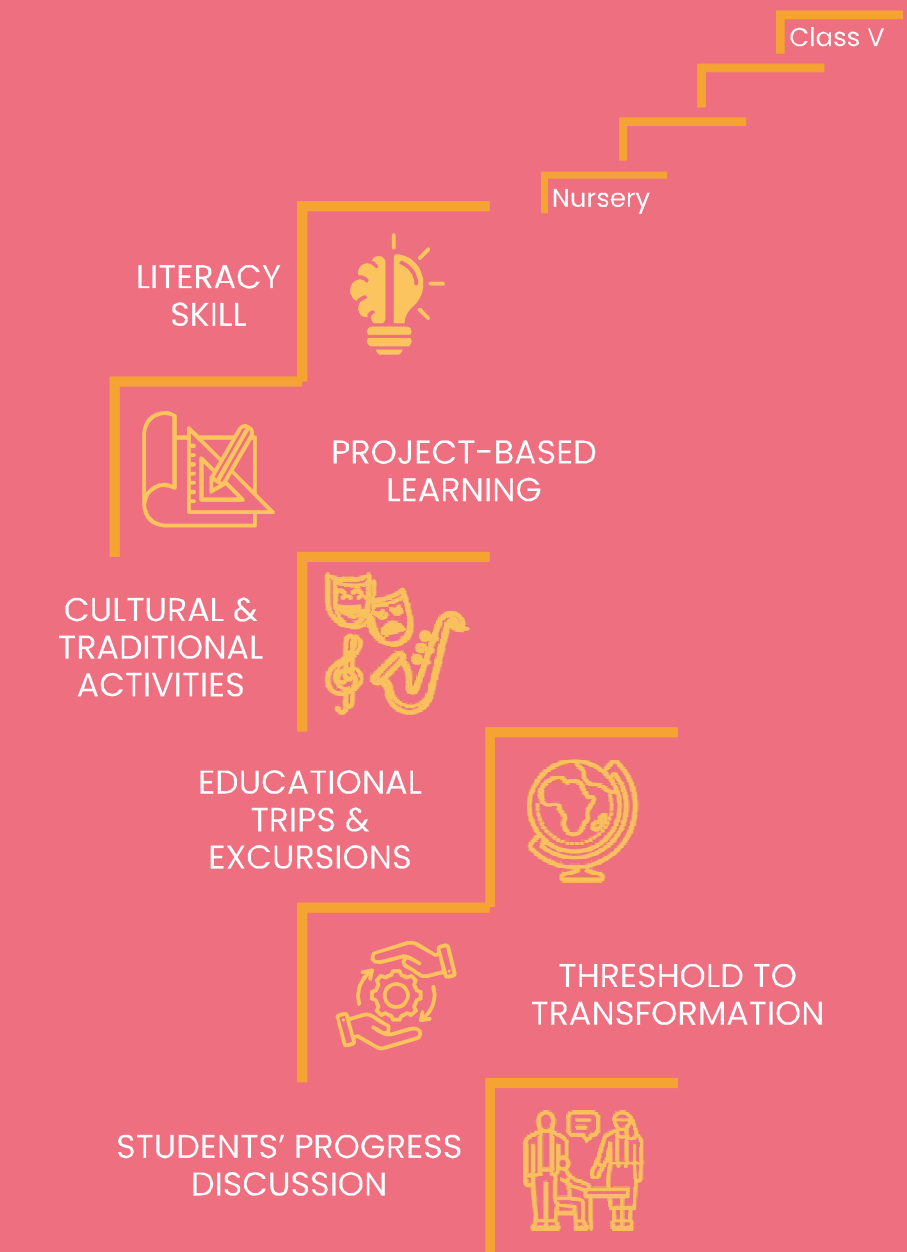 Class V
Nursery
LITERACY
SKILL
PROJECT-BASED
LEARNING
CULTURAL &
TRADITIONAL
ACTIVITIES
EDUCATIONAL
TRIPS &
EXCURSIONS
THRESHOLD TO
TRANSFORMATION
STUDENTS’ PROGRESS
DISCUSSION